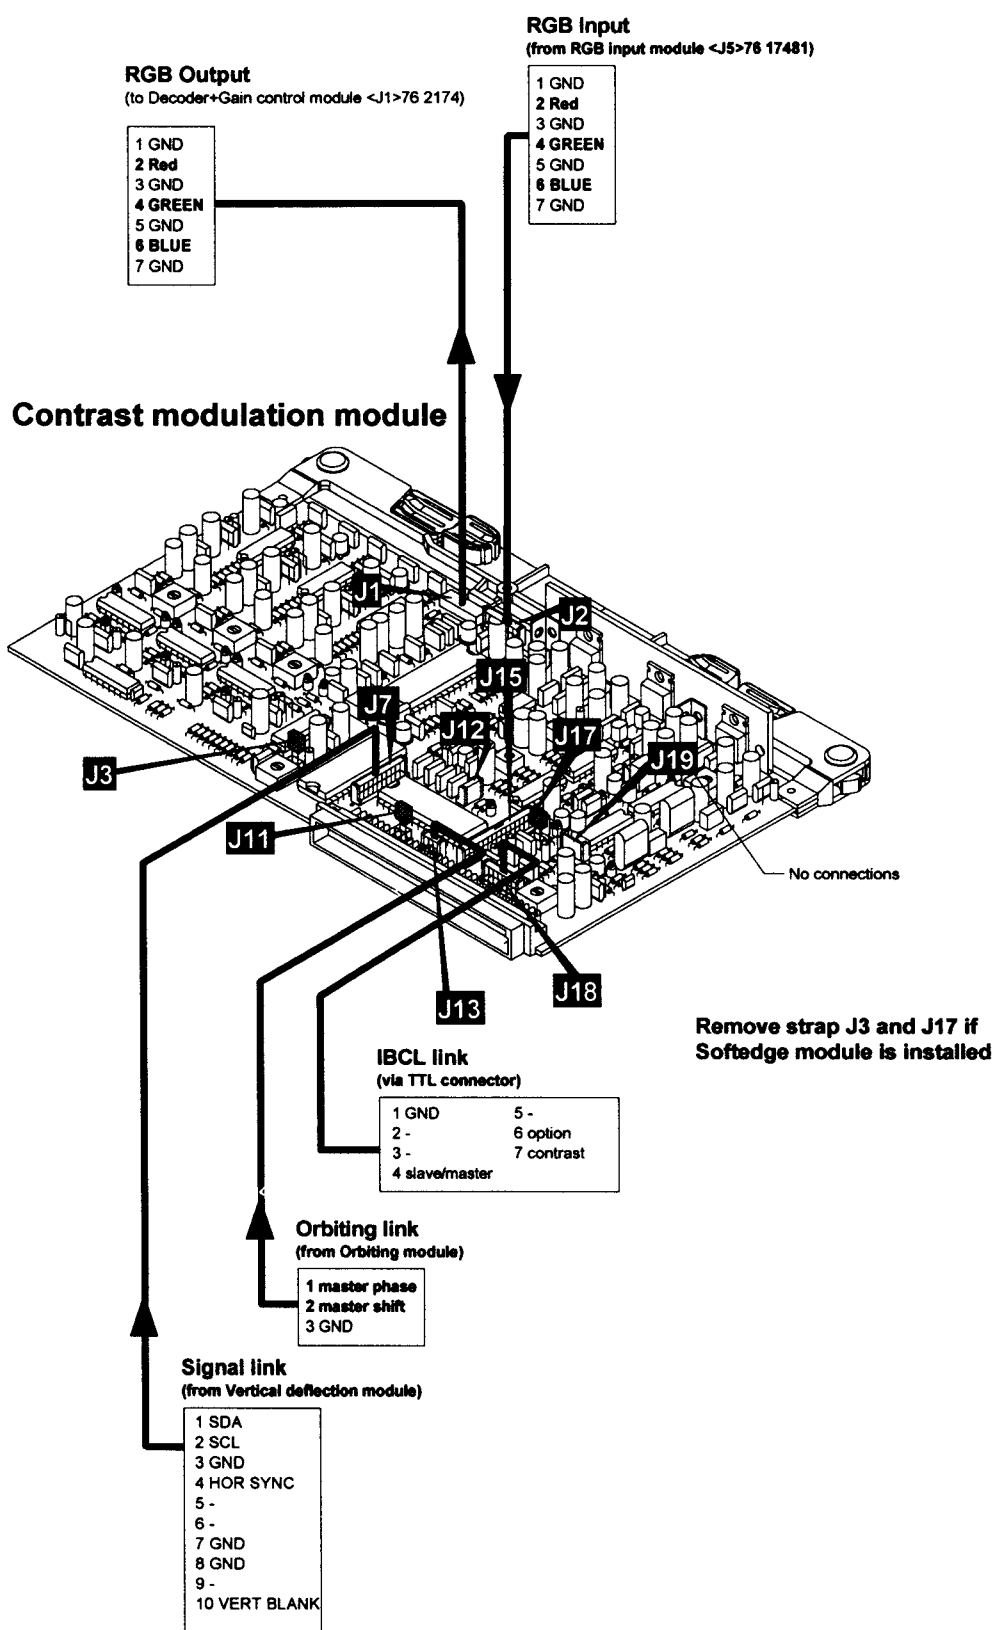 RGB Input
(from RGB input module <J5>76 17481)
1 GND
2 Red
3 GND
4 GREEN
5 GND
6 BLUE
7 GND
RGB Output
(to Decoder+Gain control module <J1>76 2174)
1 GND
2 Red
3 GND
4 GREEN
5 GND
6 BLUE
7 GND
Contrast modulation module
J1
J2
J15
J7
J12
J17
J19
J3
J11
No connections
J18
J13
Remove strap J3 and J17 if
Softedge module is installed
IBCL link
(via TTL connector)
1 GND
2 -
3 -
4 slave/master
5 -
6 option
7 contrast
Orbiting link
(from Orbiting module)
1 master phase
2 master shift
3 GND
Signal link
(from Vertical deflection module)
1 SDA
2 SCL
3 GND
4 HOR SYNC
5 -
6 -
7 GND
8 GND
9 -
10 VERT BLANK